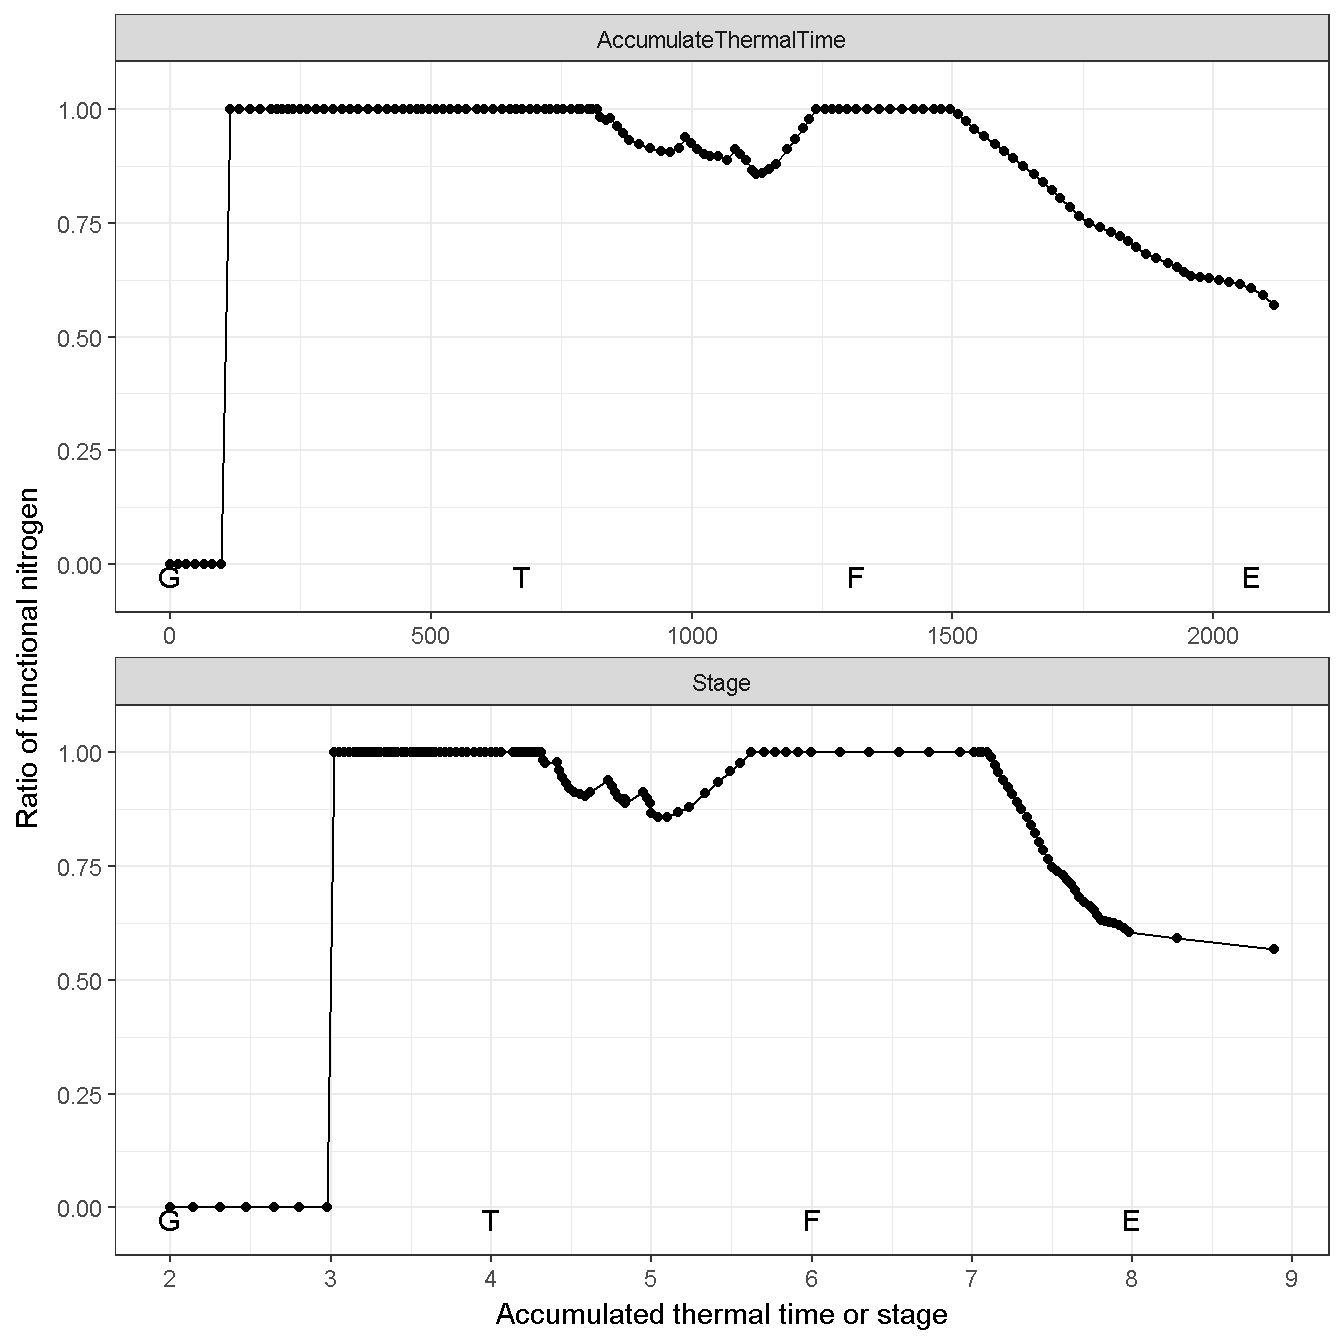 AccumulateThermalTime
1.00
0.75
0.50
0.25
0.00
G T F E
0 500 1000 1500 2000
Ratio of functional nitrogen
Stage
1.00
0.75
0.50
0.25
0.00
G T F E
2 3 4 5 6 7 8 9
Accumulated thermal time or stage